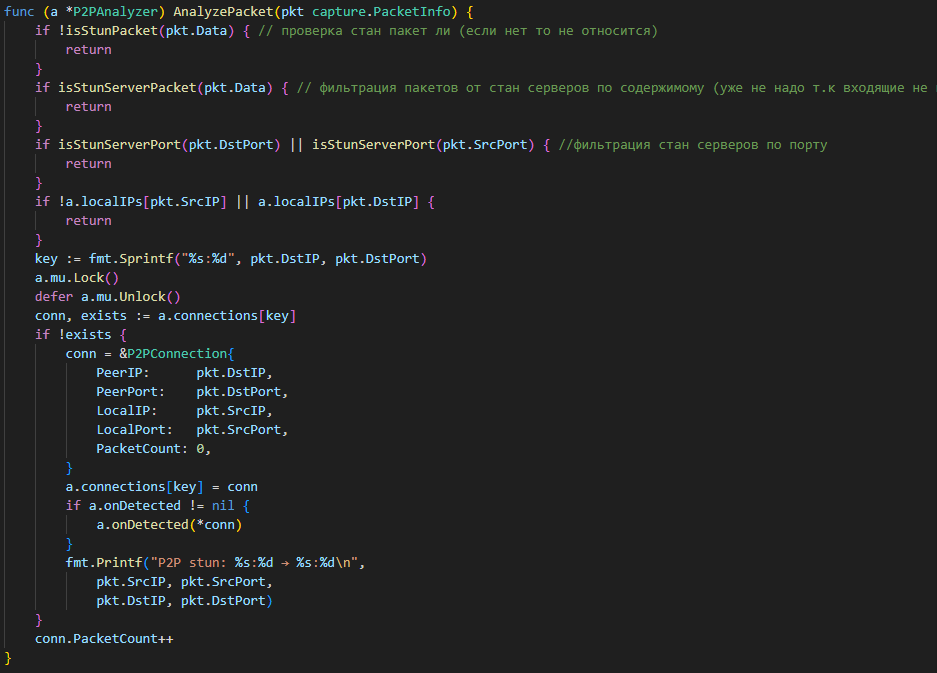 func (a *P2PAnalyzer) AnalyzePacket(pkt capture.PacketInfo) {
if !isStunPacket(pkt.Data) { // проверка стан пакет ли (если нет то не относится)
return
}
if isStunServerPacket(pkt.Data) { // фильтрация пакетов от стан серверов по содержимому (уже не надо т.к входящие не
return
}
if isStunServerPort(pkt.DstPort) || isStunServerPort(pkt.SrcPort) { //фильтрация стан серверов по порту
return
}
if !a.localIPs[pkt.SrcIP] || a.localIPs[pkt.DstIP] {
return
}
key := fmt.Sprintf("%s:%d", pkt.DstIP, pkt.DstPort)
a.mu.Lock()
defer a.mu.Unlock()
conn, exists := a.connections[key]
if !exists {
conn = &P2PConnection{
PeerIP: pkt.DstIP,
PeerPort: pkt.DstPort,
LocalIP: pkt.SrcIP,
LocalPort: pkt.SrcPort,
PacketCount: 0,
}
a.connections[key] = conn
if a.onDetected != nil {
a.onDetected(*conn)
}
fmt.Printf("P2P stun: %s:%d → %s:%d\n",
pkt.SrcIP, pkt.SrcPort,
pkt.DstIP, pkt.DstPort)
}
conn.PacketCount++
}